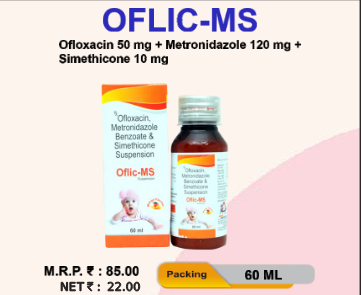 OFLIC-MS
Ofloxacin 50 mg + Metronidazole 120 mg +
Simethicone 10 mg
Ofloxacin,
Metronidazole
Benzoate &
Simethicone
Suspension
Oflic-MS
Suspension
60 ml
Ofloxacin,
Metronidazole
Benzoate &
Simethicone
Suspension
Oflic-MS
M.R.P. ₹ : 85.00
NET ₹ : 22.00
Packing
60 ML